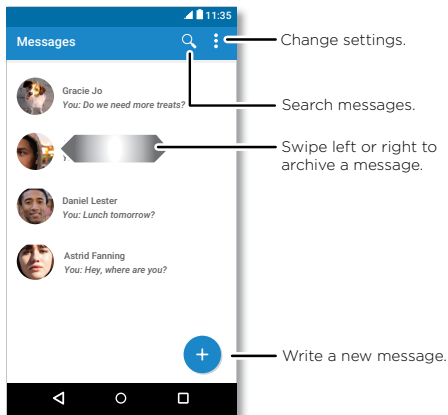 11:35
Messages
Change settings.
Gracie Jo
You: Do we need more treats?
Search messages.
Swipe left or right to
archive a message.
Daniel Lester
You: Lunch tomorrow?
Astrid Fanning
You: Hey, where are you?
Write a new message.